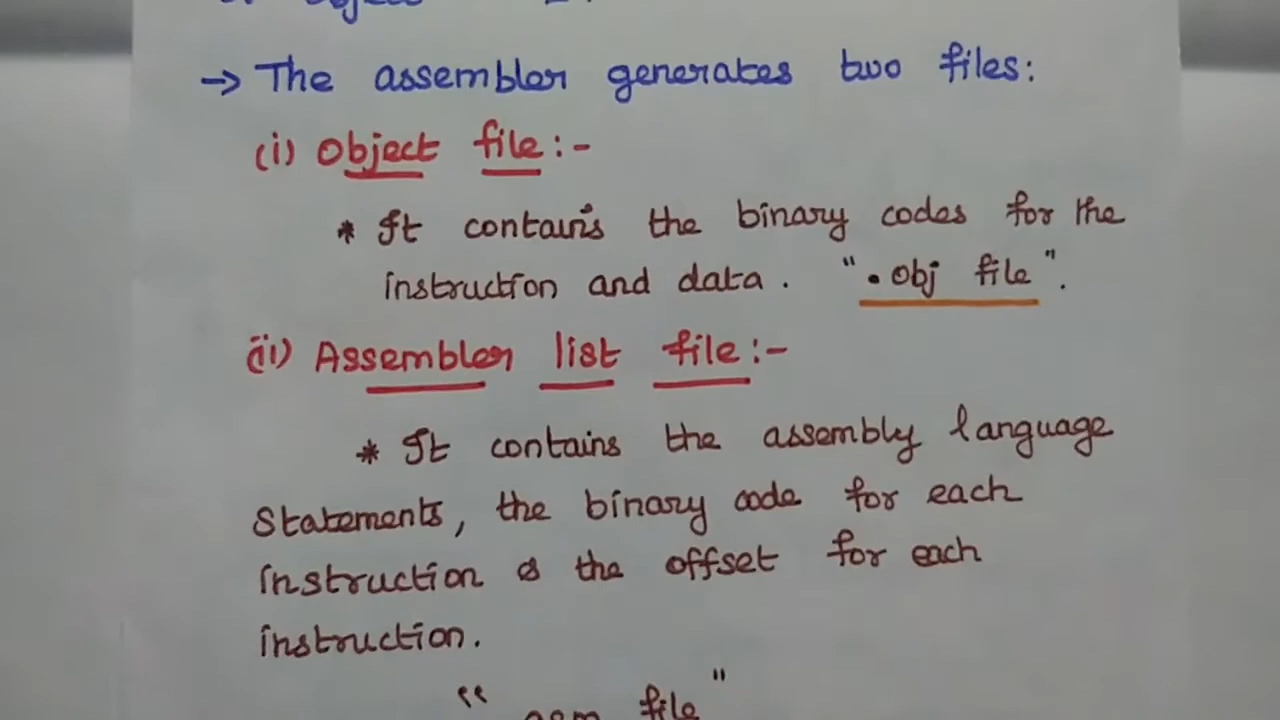 → The assembler generates two files:
(i) Object file:-
* It contains the binary codes for the
instruction and data. ".obj file".
(ii) Assembler list file:-
* It contains the assembly language
Statements, the binary code for each
instruction & the offset for each
instruction.
" asm file "